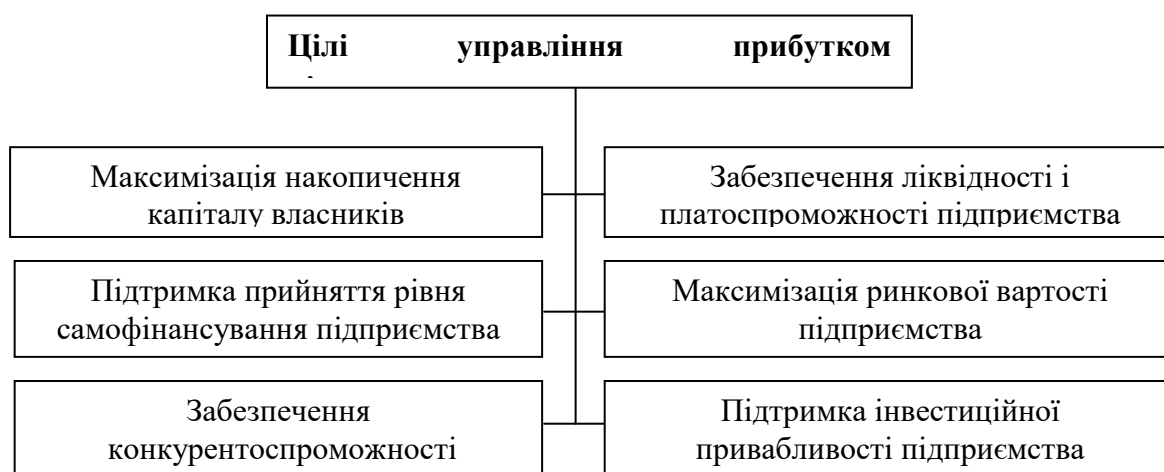 Цілі управління прибутком
Максимізація накопичення
капіталу власників
Забезпечення ліквідності і
платоспроможності підприємства
Підтримка прийняття рівня
самофінансування підприємства
Максимізація ринкової вартості
підприємства
Забезпечення
конкурентоспроможності
Підтримка інвестиційної
привабливості підприємства